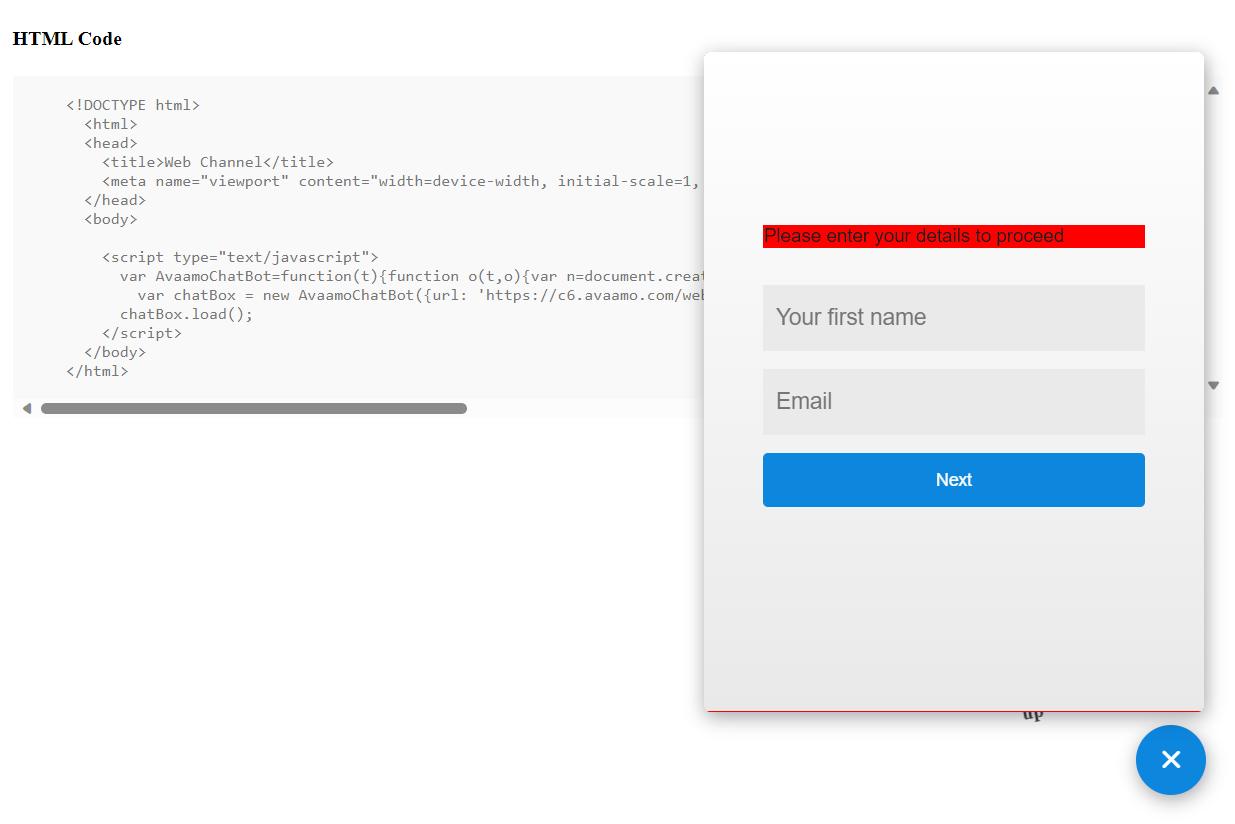 HTML Code
<!DOCTYPE html>
<html>
<head>
<title>Web Channel</title>
<meta name="viewport" content="width=device-width, initial-scale=1,
</head>
<body>
<script type="text/javascript">
var AvaamoChatBot=function(t){function o(t,o){var n=document.creat
var chatBox = new AvaamoChatBot({url: 'https://c6.avaamo.com/web
chatBox.load();
</script>
</body>
</html>
Please enter your details to proceed
Your first name
Email
Next
up